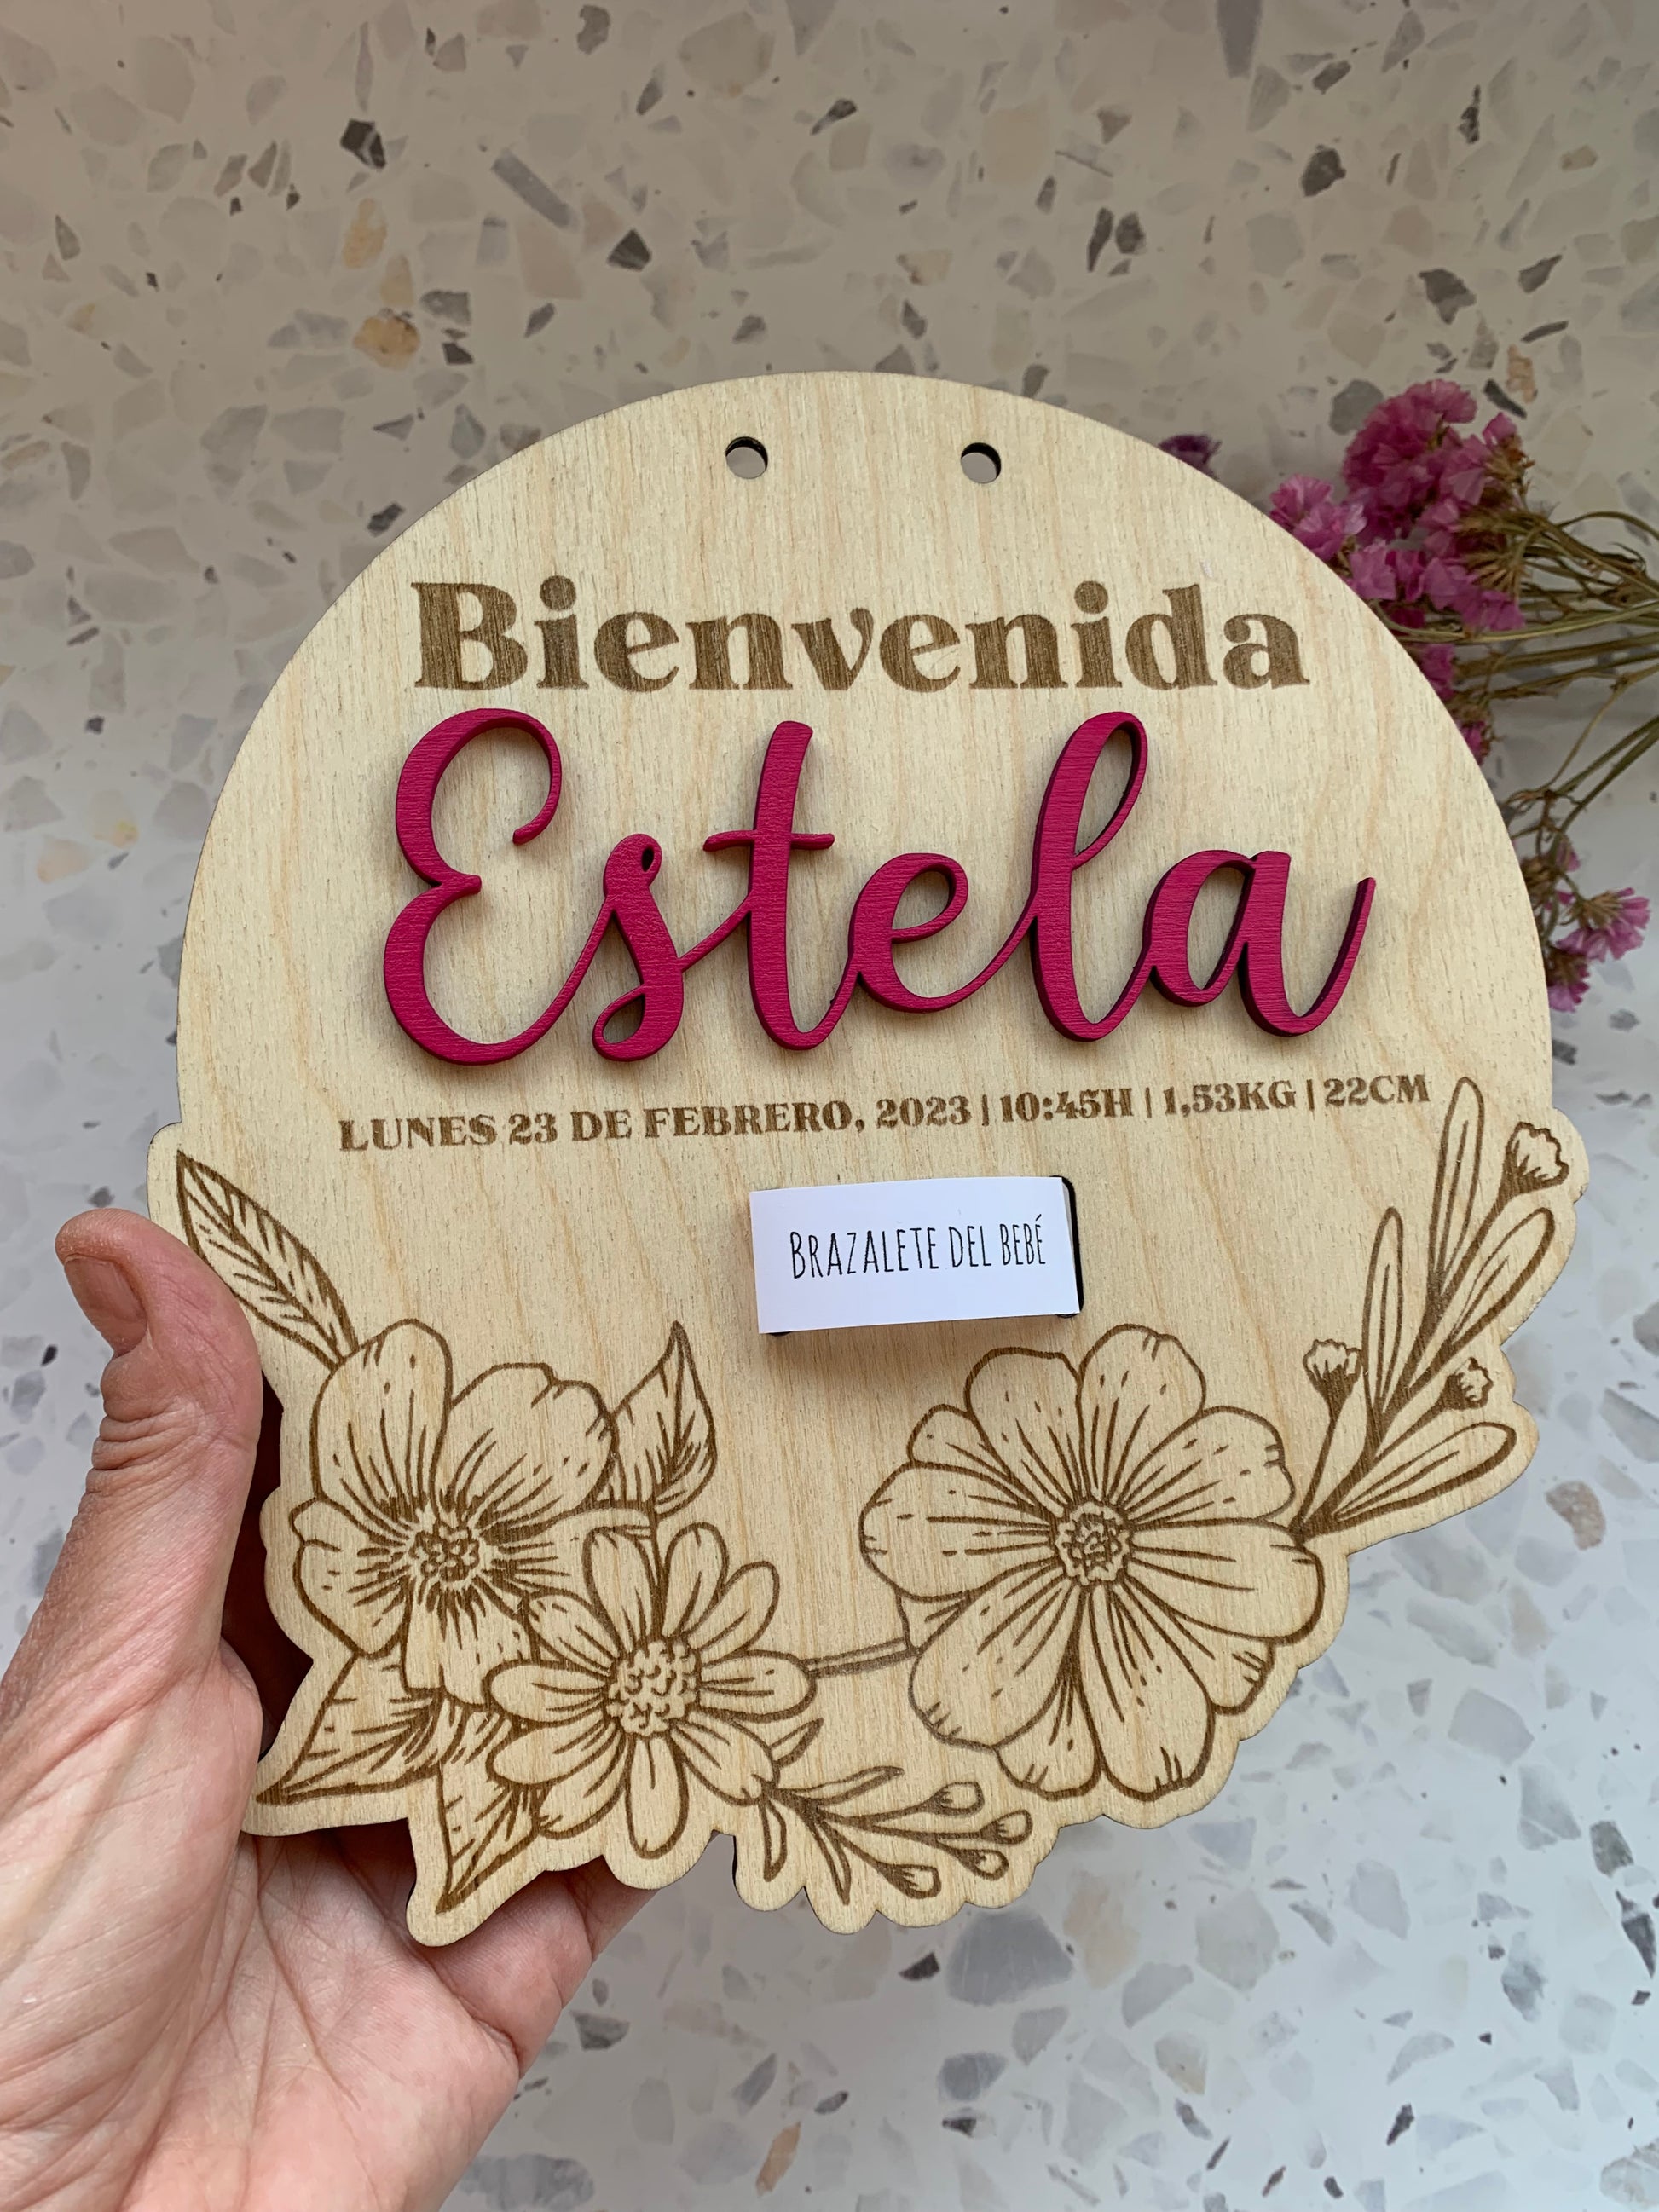 Bienvenida
Estela
LUNES 23 DE FEBRERO, 2023 | 10:45H | 1,53KG | 22CM
BRAZALETE DEL BEBÉ